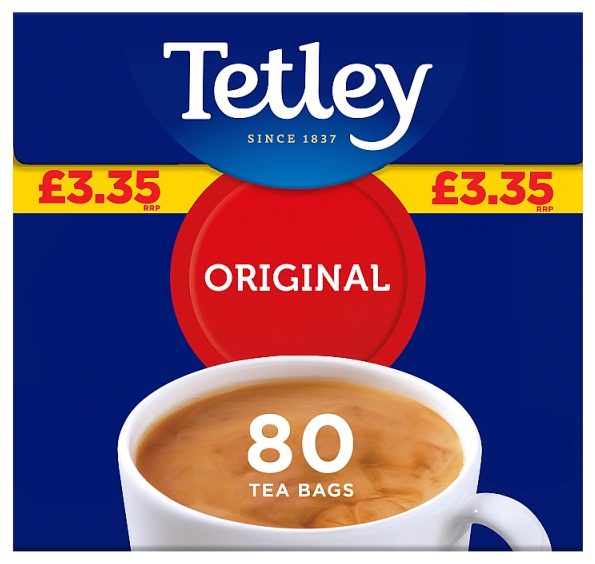 Tetley
SINCE 1837
£3.35
RRP
£3.35
RRP
ORIGINAL
80
TEA BAGS